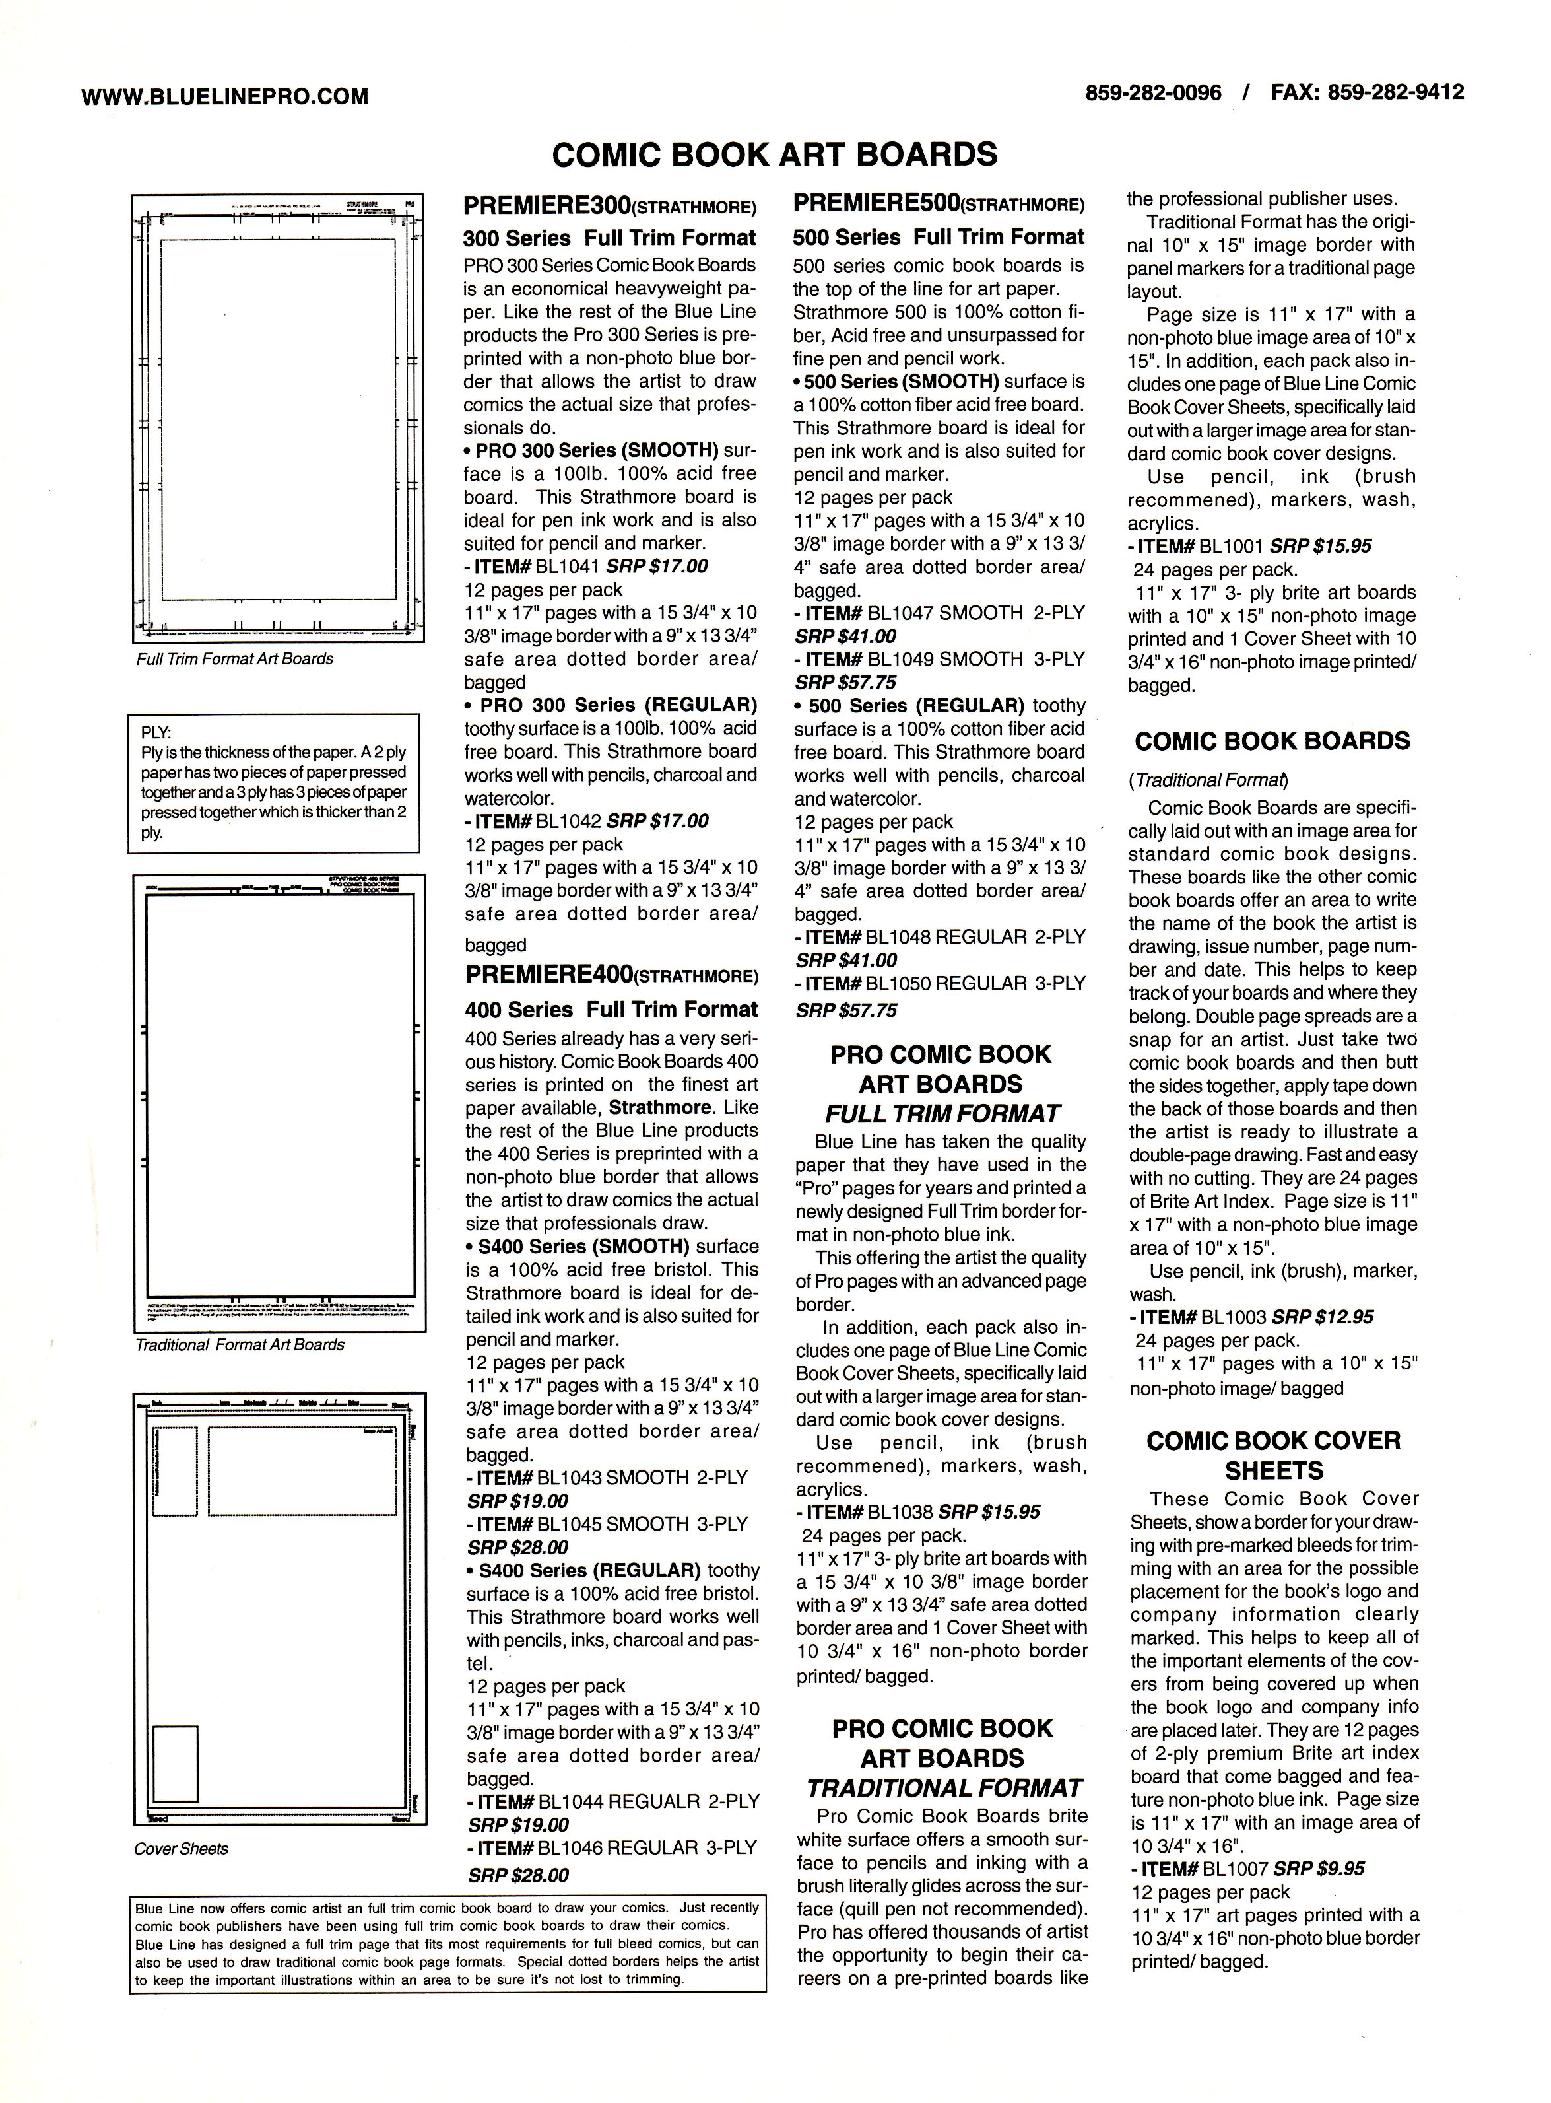 WWW.BLUELINEPRO.COM
859-282-0096 / FAX: 859-282-9412
COMIC BOOK ART BOARDS
Full Trim Format Art Boards
PLY:
Ply is the thickness of the paper. A 2 ply
paper has two pieces of paper pressed
together and a 3 ply has 3 pieces of paper
pressed together which is thicker than 2
ply.
Traditional Format Art Boards
Cover Sheets
PREMIERE300(STRATHMORE)
300 Series Full Trim Format
PRO 300 Series Comic Book Boards
is an economical heavyweight pa-
per. Like the rest of the Blue Line
products the Pro 300 Series is pre-
printed with a non-photo blue bor-
der that allows the artist to draw
comics the actual size that profes-
sionals do.
• PRO 300 Series (SMOOTH) sur-
face is a 100lb. 100% acid free
board. This Strathmore board is
ideal for pen ink work and is also
suited for pencil and marker.
- ITEM# BL1041 SRP $17.00
12 pages per pack
11" x 17" pages with a 15 3/4" x 10
3/8" image border with a 9" x 13 3/4"
safe area dotted border area/
bagged
• PRO 300 Series (REGULAR)
toothy surface is a 100lb. 100% acid
free board. This Strathmore board
works well with pencils, charcoal and
watercolor.
- ITEM# BL1042 SRP $17.00
12 pages per pack
11" x 17" pages with a 15 3/4" x 10
3/8" image border with a 9" x 13 3/4"
safe area dotted border area/
bagged
PREMIERE400(STRATHMORE)
400 Series Full Trim Format
400 Series already has a very seri-
ous history. Comic Book Boards 400
series is printed on the finest art
paper available, Strathmore. Like
the rest of the Blue Line products
the 400 Series is preprinted with a
non-photo blue border that allows
the artist to draw comics the actual
size that professionals draw.
• S400 Series (SMOOTH) surface
is a 100% acid free bristol. This
Strathmore board is ideal for de-
tailed ink work and is also suited for
pencil and marker.
12 pages per pack
11" x 17" pages with a 15 3/4" x 10
3/8" image border with a 9" x 13 3/4"
safe area dotted border area/
bagged.
- ITEM# BL1043 SMOOTH 2-PLY
SRP $19.00
- ITEM# BL1045 SMOOTH 3-PLY
SRP $28.00
• S400 Series (REGULAR) toothy
surface is a 100% acid free bristol.
This Strathmore board works well
with pencils, inks, charcoal and pas-
tel.
12 pages per pack
11" x 17" pages with a 15 3/4" x 10
3/8" image border with a 9" x 13 3/4"
safe area dotted border area/
bagged.
- ITEM# BL1044 REGUALR 2-PLY
SRP $19.00
- ITEM# BL1046 REGULAR 3-PLY
SRP $28.00
Blue Line now offers comic artist an full trim comic book board to draw your comics. Just recently
comic book publishers have been using full trim comic book boards to draw their comics.
Blue Line has designed a full trim page that fits most requirements for full bleed comics, but can
also be used to draw traditional comic book page formats. Special dotted borders helps the artist
to keep the important illustrations within an area to be sure it's not lost to trimming.
PREMIERE500(STRATHMORE)
500 Series Full Trim Format
500 series comic book boards is
the top of the line for art paper.
Strathmore 500 is 100% cotton fi-
ber, Acid free and unsurpassed for
fine pen and pencil work.
• 500 Series (SMOOTH) surface is
a 100% cotton fiber acid free board.
This Strathmore board is ideal for
pen ink work and is also suited for
pencil and marker.
12 pages per pack
11" x 17" pages with a 15 3/4" x 10
3/8" image border with a 9" x 13 3/
4" safe area dotted border area/
bagged.
- ITEM# BL1047 SMOOTH 2-PLY
SRP $41.00
- ITEM# BL1049 SMOOTH 3-PLY
SRP $57.75
• 500 Series (REGULAR) toothy
surface is a 100% cotton fiber acid
free board. This Strathmore board
works well with pencils, charcoal
and watercolor.
12 pages per pack
11" x 17" pages with a 15 3/4" x 10
3/8" image border with a 9" x 13 3/
4" safe area dotted border area/
bagged.
- ITEM# BL1048 REGULAR 2-PLY
SRP $41.00
- ITEM# BL1050 REGULAR 3-PLY
SRP $57.75
PRO COMIC BOOK
ART BOARDS
FULL TRIM FORMAT
Blue Line has taken the quality
paper that they have used in the
"Pro" pages for years and printed a
newly designed Full Trim border for-
mat in non-photo blue ink.
This offering the artist the quality
of Pro pages with an advanced page
border.
In addition, each pack also in-
cludes one page of Blue Line Comic
Book Cover Sheets, specifically laid
out with a larger image area for stan-
dard comic book cover designs.
Use pencil, ink (brush
recommened), markers, wash,
acrylics.
- ITEM# BL1038 SRP $15.95
24 pages per pack.
11" x 17" 3- ply brite art boards with
a 15 3/4" x 10 3/8" image border
with a 9" x 13 3/4" safe area dotted
border area and 1 Cover Sheet with
10 3/4" x 16" non-photo border
printed/ bagged.
PRO COMIC BOOK
ART BOARDS
TRADITIONAL FORMAT
Pro Comic Book Boards brite
white surface offers a smooth sur-
face to pencils and inking with a
brush literally glides across the sur-
face (quill pen not recommended).
Pro has offered thousands of artist
the opportunity to begin their ca-
reers on a pre-printed boards like
the professional publisher uses.
Traditional Format has the origi-
nal 10" x 15" image border with
panel markers for a traditional page
layout.
Page size is 11" x 17" with a
non-photo blue image area of 10" x
15". In addition, each pack also in-
cludes one page of Blue Line Comic
Book Cover Sheets, specifically laid
out with a larger image area for stan-
dard comic book cover designs.
Use pencil, ink (brush
recommened), markers, wash,
acrylics.
- ITEM# BL1001 SRP $15.95
24 pages per pack.
11" x 17" 3- ply brite art boards
with a 10" x 15" non-photo image
printed and 1 Cover Sheet with 10
3/4" x 16" non-photo image printed/
bagged.
COMIC BOOK BOARDS
(Traditional Format)
Comic Book Boards are specifi-
cally laid out with an image area for
standard comic book designs.
These boards like the other comic
book boards offer an area to write
the name of the book the artist is
drawing, issue number, page num-
ber and date. This helps to keep
track of your boards and where they
belong. Double page spreads are a
snap for an artist. Just take two
comic book boards and then butt
the sides together, apply tape down
the back of those boards and then
the artist is ready to illustrate a
double-page drawing. Fast and easy
with no cutting. They are 24 pages
of Brite Art Index. Page size is 11"
x 17" with a non-photo blue image
area of 10" x 15".
Use pencil, ink (brush), marker,
wash.
- ITEM# BL1003 SRP $12.95
24 pages per pack.
11" x 17" pages with a 10" x 15"
non-photo image/ bagged
COMIC BOOK COVER
SHEETS
These Comic Book Cover
Sheets, show a border for your draw-
ing with pre-marked bleeds for trim-
ming with an area for the possible
placement for the book's logo and
company information clearly
marked. This helps to keep all of
the important elements of the cov-
ers from being covered up when
the book logo and company info
are placed later. They are 12 pages
of 2-ply premium Brite art index
board that come bagged and fea-
ture non-photo blue ink. Page size
is 11" x 17" with an image area of
10 3/4" x 16".
- ITEM# BL1007 SRP $9.95
12 pages per pack
11" x 17" art pages printed with a
10 3/4" x 16" non-photo blue border
printed/ bagged.